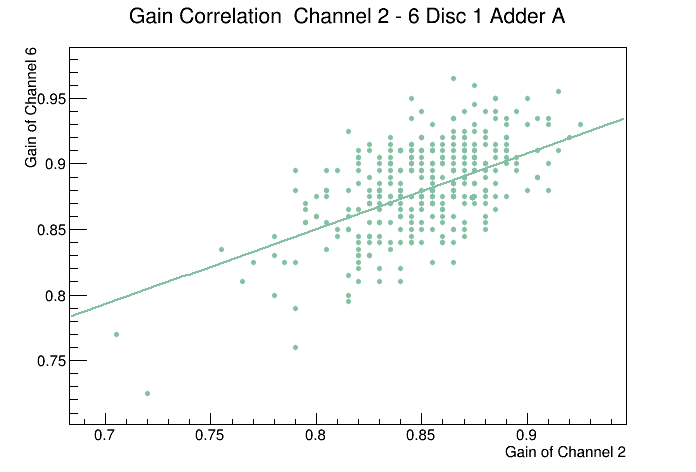 Gain Correlation  Channel 2 - 6 Disc 1 Adder A
Gain of Channel 6
0.95
0.9
0.85
0.8
0.75
0.7 0.75 0.8 0.85 0.9
Gain of Channel 2